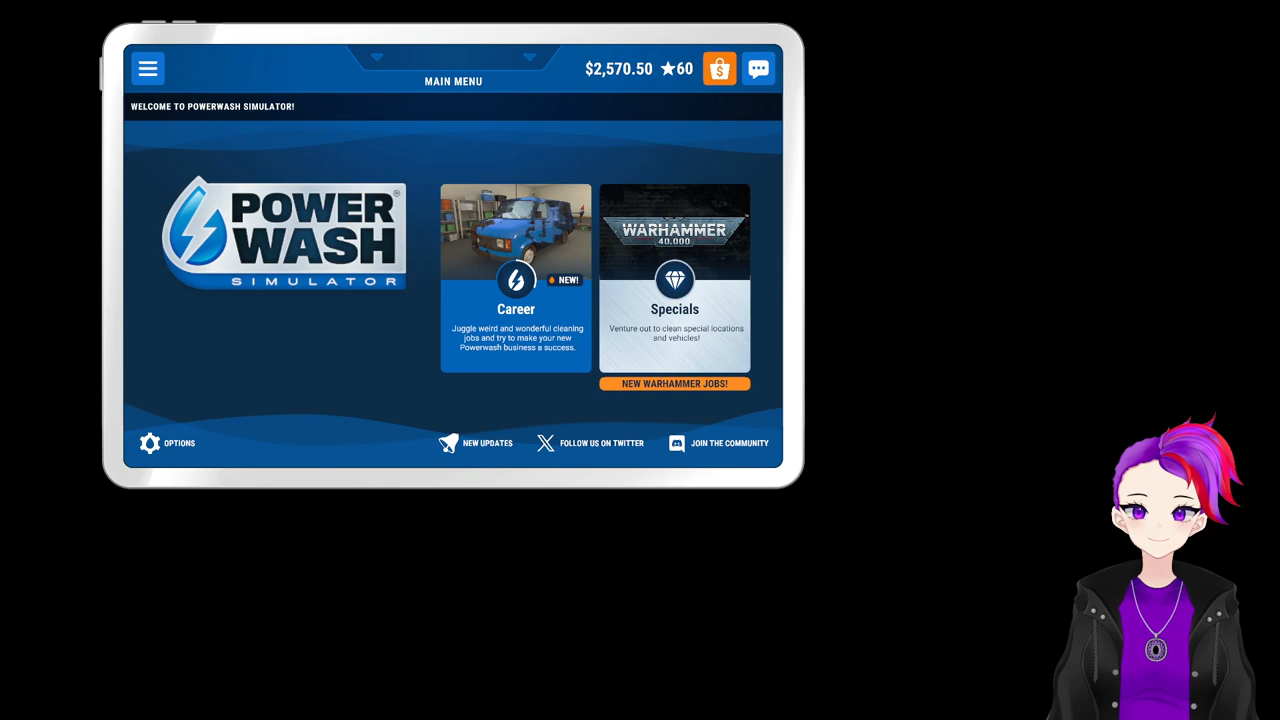 $2,570.50 ★60
MAIN MENU
WELCOME TO POWERWASH SIMULATOR!
POWER®
WASH
SIMULATOR
NEW!
Career
Juggle weird and wonderful cleaning
jobs and try to make your new
Powerwash business a success.
WARHAMMER™
40,000
Specials
Venture out to clean special locations
and vehicles!
NEW WARHAMMER JOBS!
OPTIONS
NEW UPDATES
FOLLOW US ON TWITTER
JOIN THE COMMUNITY